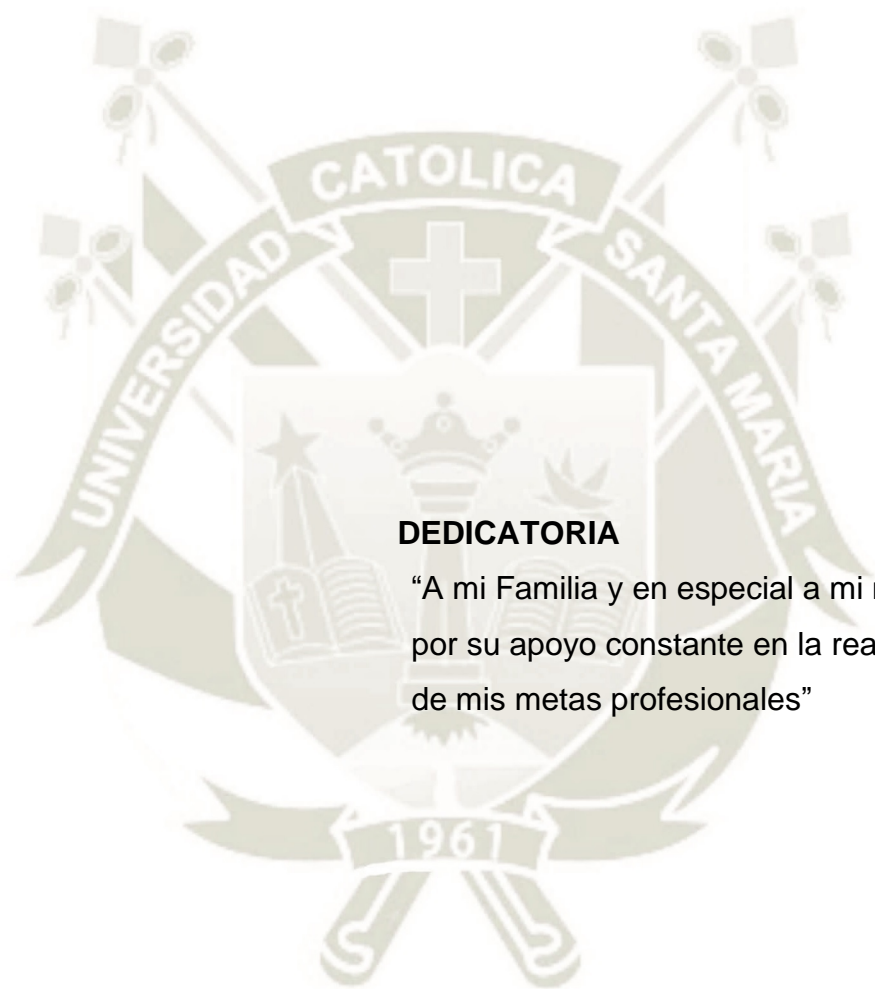 UNIVERSIDAD CATOLICA SANTA MARIA
DEDICATORIA
“A mi Familia y en especial a mi
por su apoyo constante en la
de mis metas profesionales”
1961